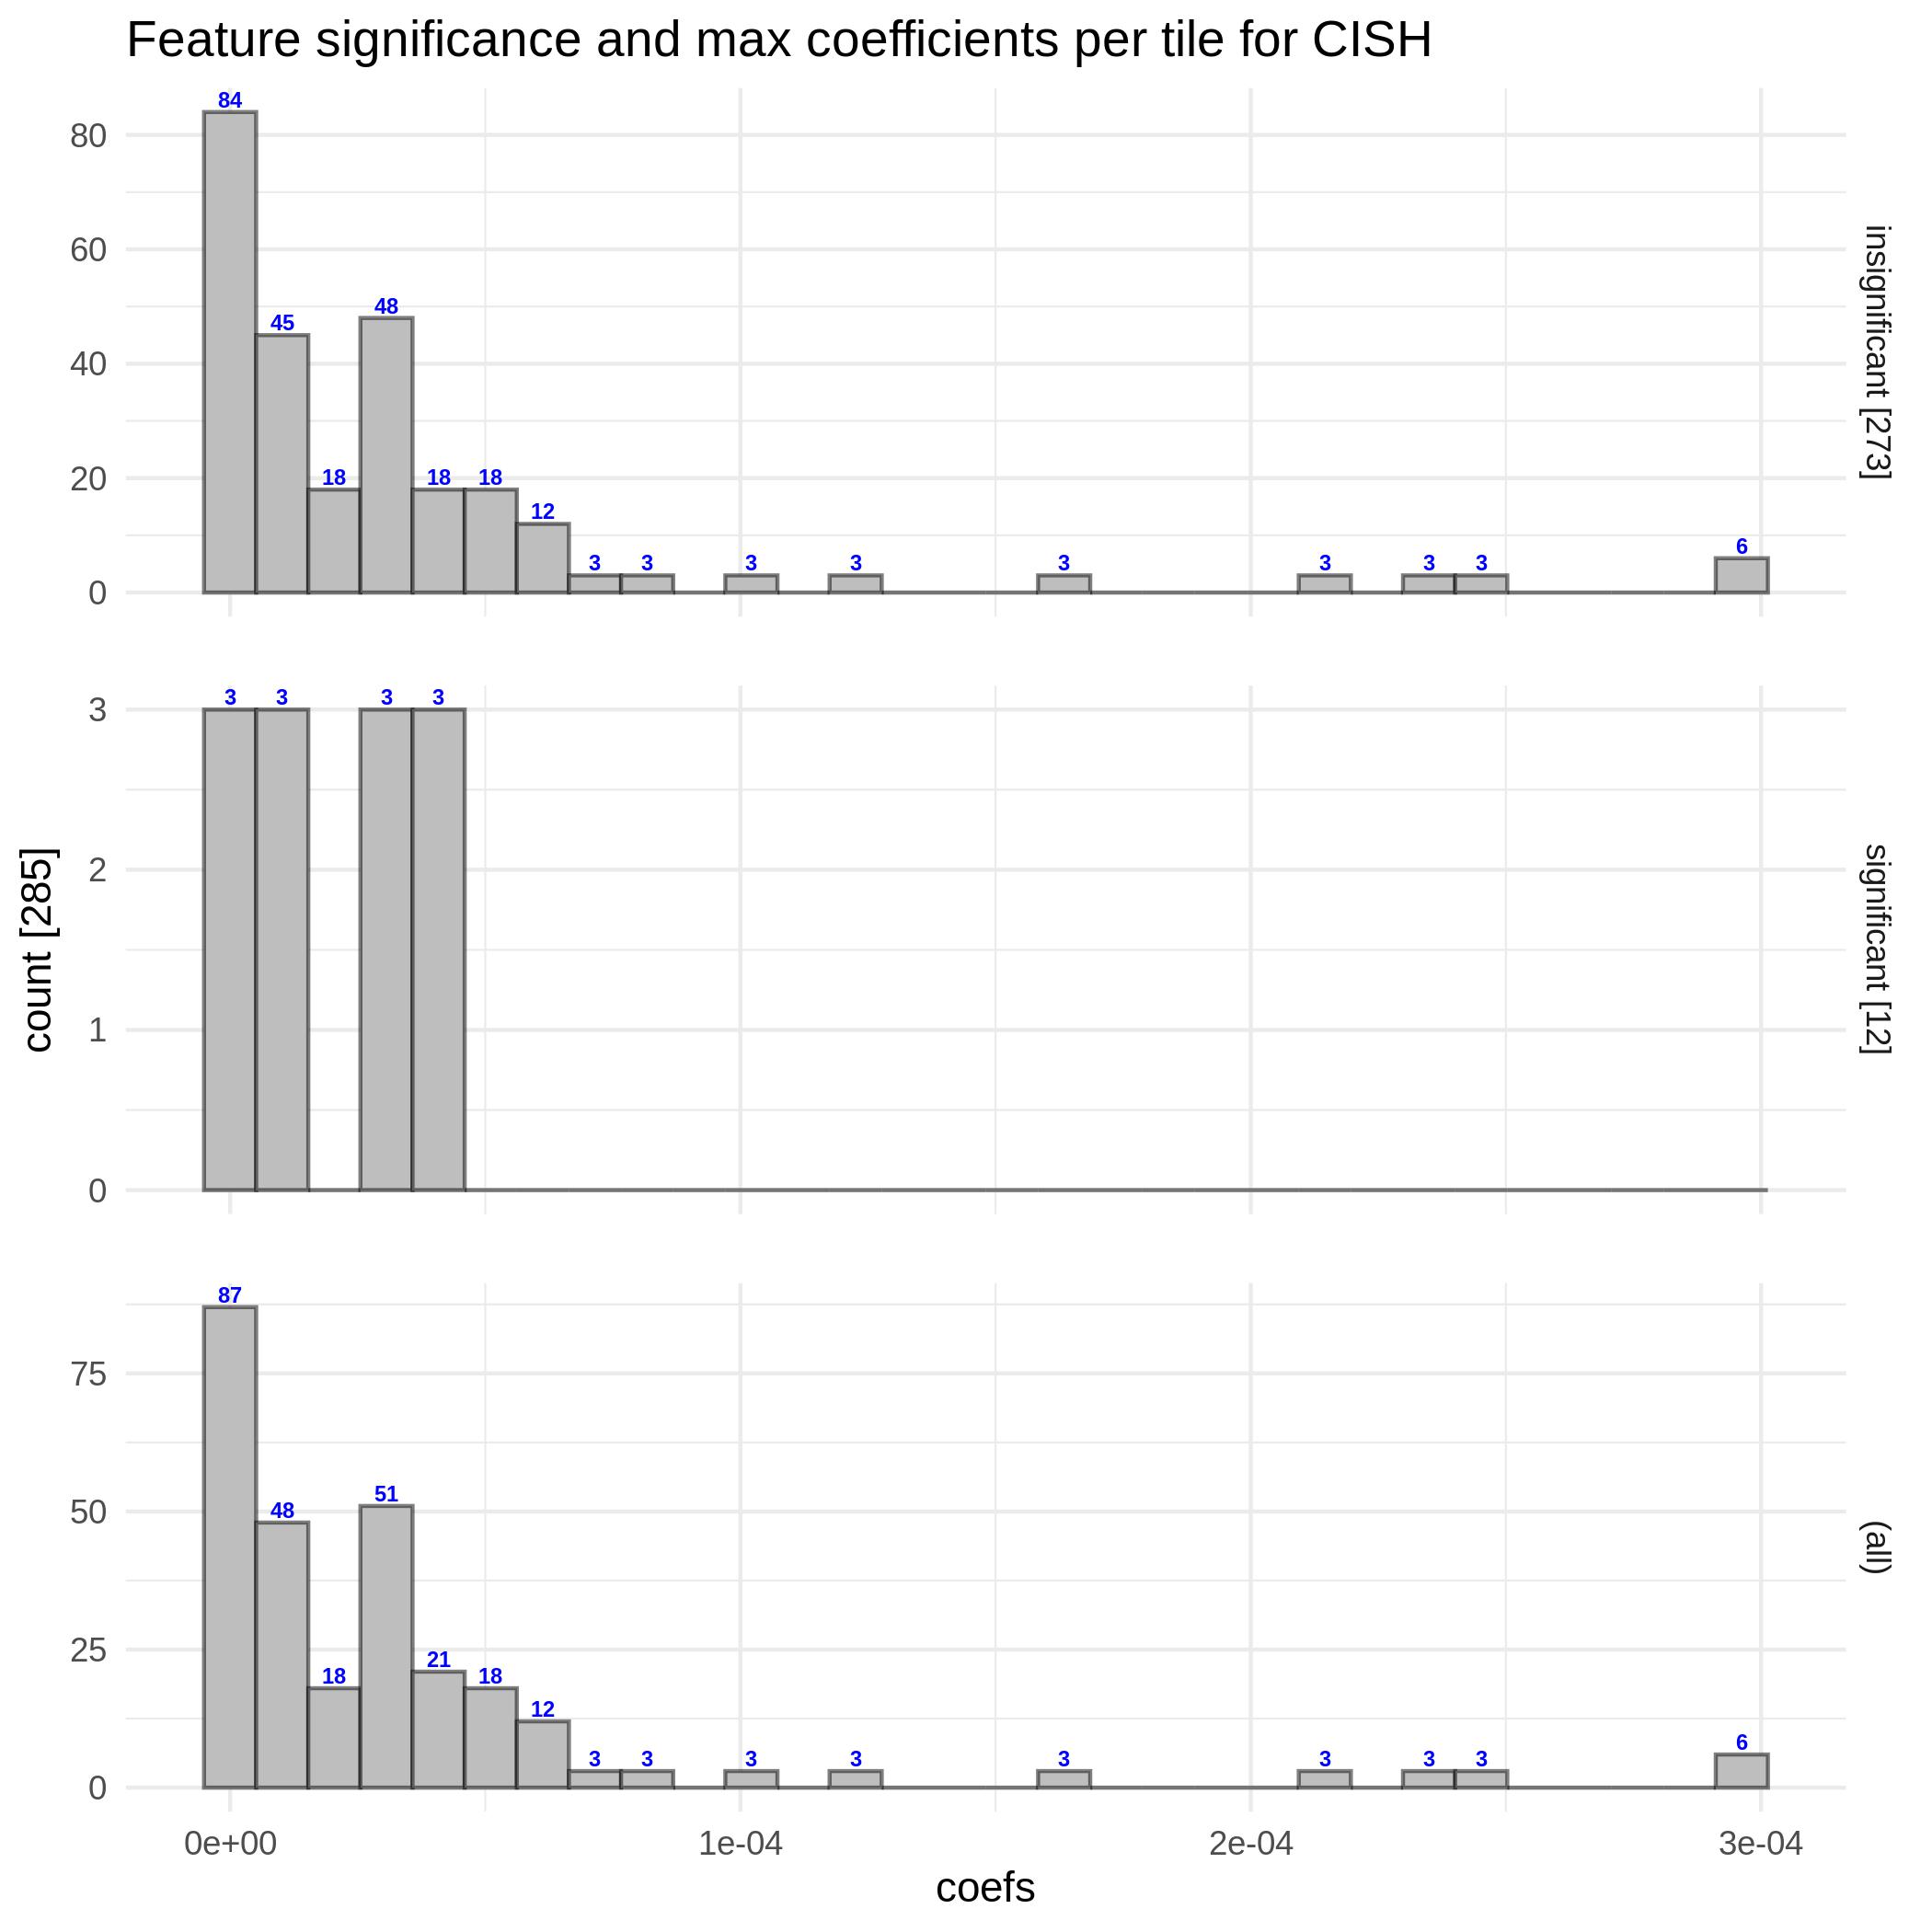 Feature significance and max coefficients per tile for CISH
84
80
60
48
45
40
18 18 18
20
12
3 3 3 3 3 3 3 3
6
0
insignificant [273]
3 3 3 3
3
2
1
0
significant [12]
count [285]
87
75
51
50
48
25
21
18 18
12
3 3 3 3 3 3 3 3
6
0
(all)
0e+00 1e-04 2e-04 3e-04
coefs